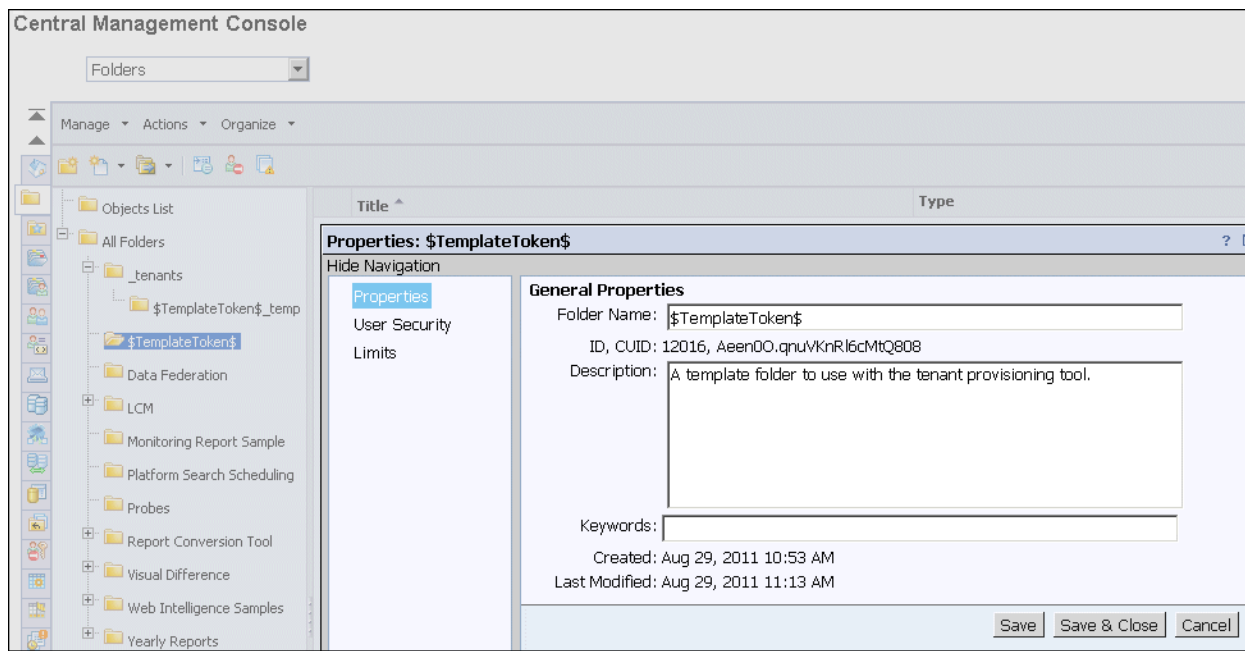 Central Management Console
Folders
Manage Actions Organize
Title Type
Objects List
All Folders
_tenants
$TemplateToken$_temp
$TemplateToken$
Data Federation
LCM
Monitoring Report Sample
Platform Search Scheduling
Probes
Report Conversion Tool
Visual Difference
Web Intelligence Samples
Yearly Reports
Properties: $TemplateToken$ ?
Hide Navigation
Properties
User Security
Limits
General Properties
Folder Name: $TemplateToken$
ID, CUID: 12016, Aeen0O.qnuVKnRl6cMtQ808
Description: A template folder to use with the tenant provisioning tool.
Keywords:
Created: Aug 29, 2011 10:53 AM
Last Modified: Aug 29, 2011 11:13 AM
Save Save & Close Cancel